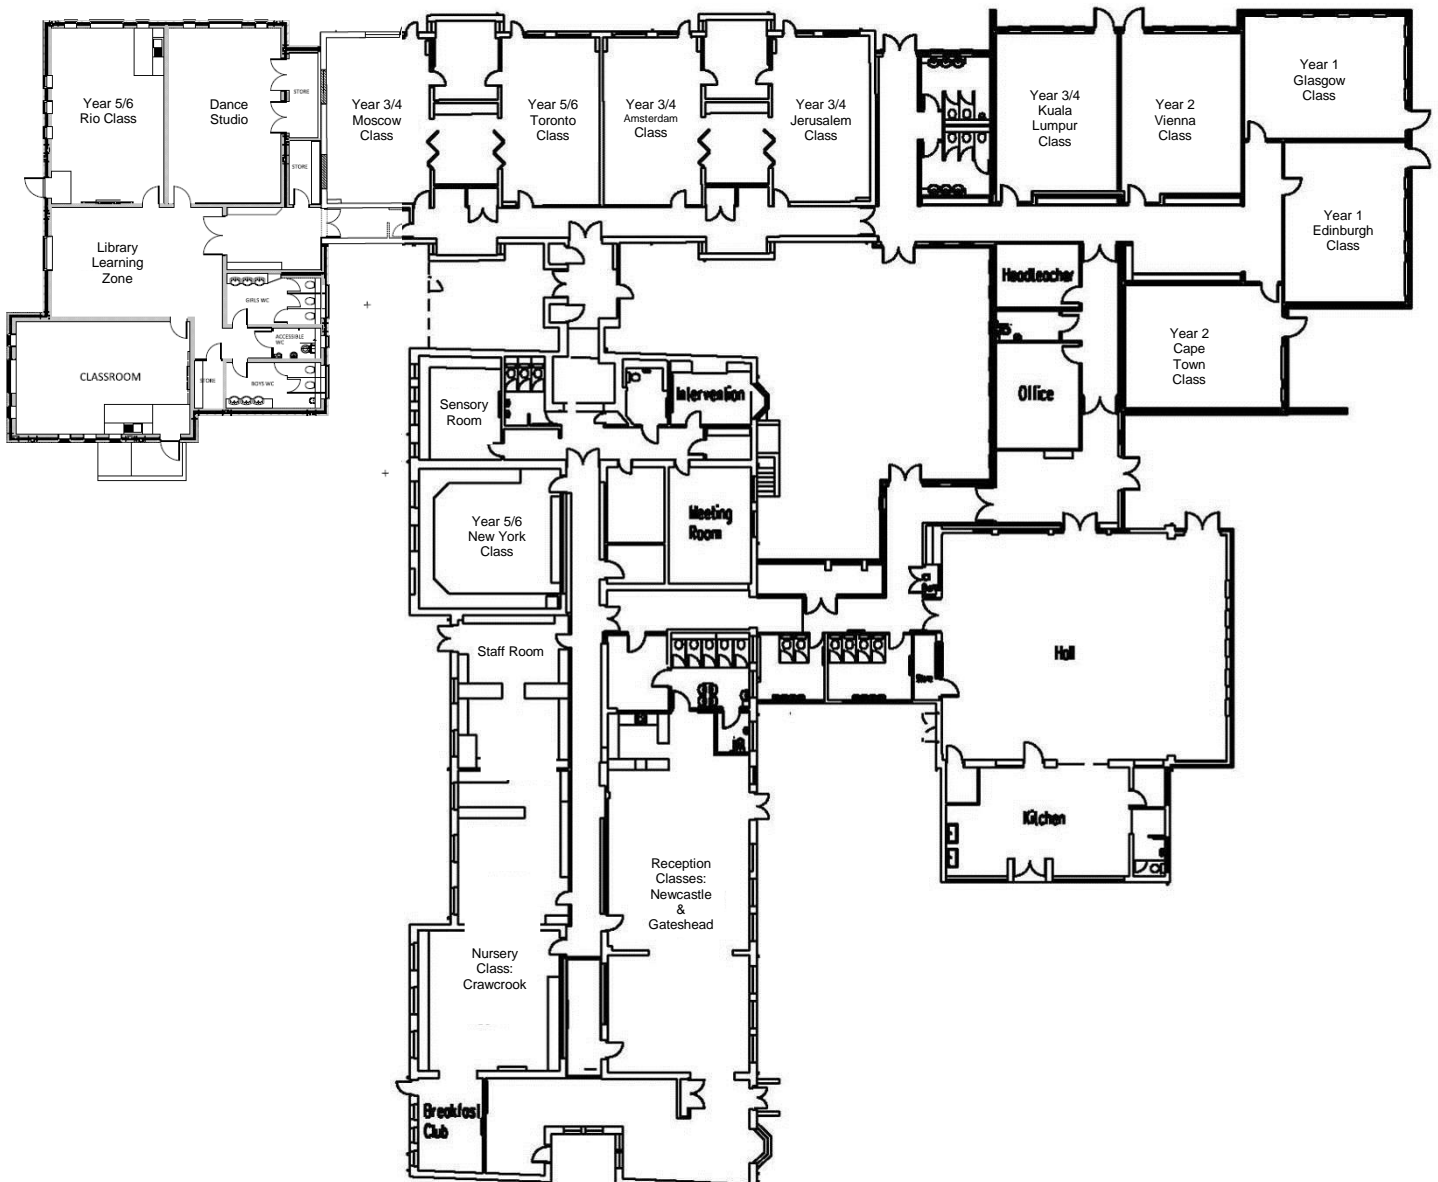 Year 5/6
Rio Class
Dance
Studio
STORE
STORE
Year 3/4
Moscow
Class
Year 5/6
Toronto
Class
Year 3/4
Amsterdam
Class
Year 3/4
Jerusalem
Class
Year 3/4
Kuala
Lumpur
Class
Year 2
Vienna
Class
Year 1
Glasgow
Class
Year 1
Edinburgh
Class
Library
Learning
Zone
GIRLS WC
ACCESSIBLE
WC
BOYS WC
STORE
CLASSROOM
Headteacher
Office
Year 2
Cape
Town
Class
Sensory
Room
Intervention
Year 5/6
New York
Class
Meeting
Room
Staff Room
Hall
Store
Kitchen
Reception
Classes:
Newcastle
&
Gateshead
Nursery
Class:
Crawcrook
Breakfast
Club